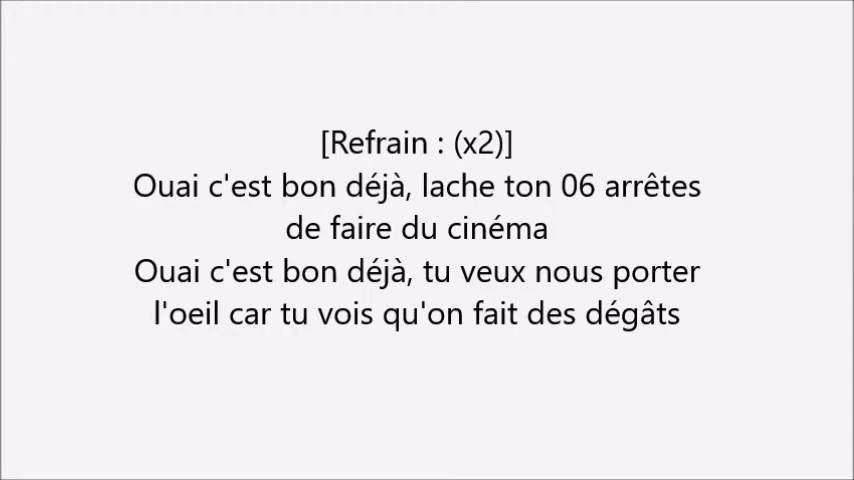 [Refrain : (x2)]
Ouai c'est bon déjà, lache ton 06 arrêtes
de faire du cinéma
Ouai c'est bon déjà, tu veux nous porter
l'oeil car tu vois qu'on fait des dégâts